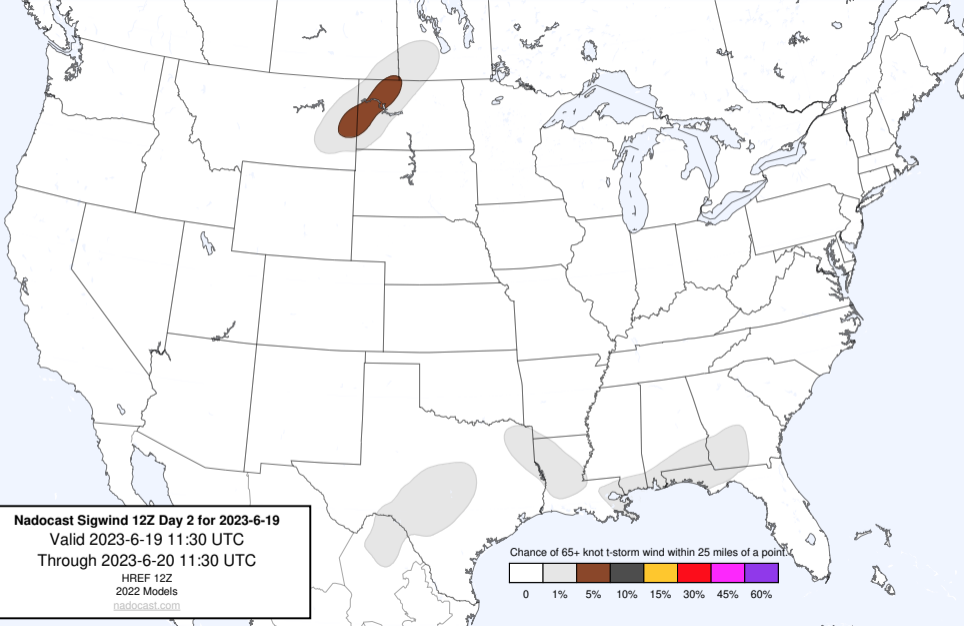 Nadocast Sigwind 12Z Day 2 for 2023-6-19
Valid 2023-6-19 11:30 UTC
Through 2023-6-20 11:30 UTC
HREF 12Z
2022 Models
nadocast.com
Chance of 65+ knot t-storm wind within 25 miles of a point.
0 1% 5% 10% 15% 30% 45% 60%